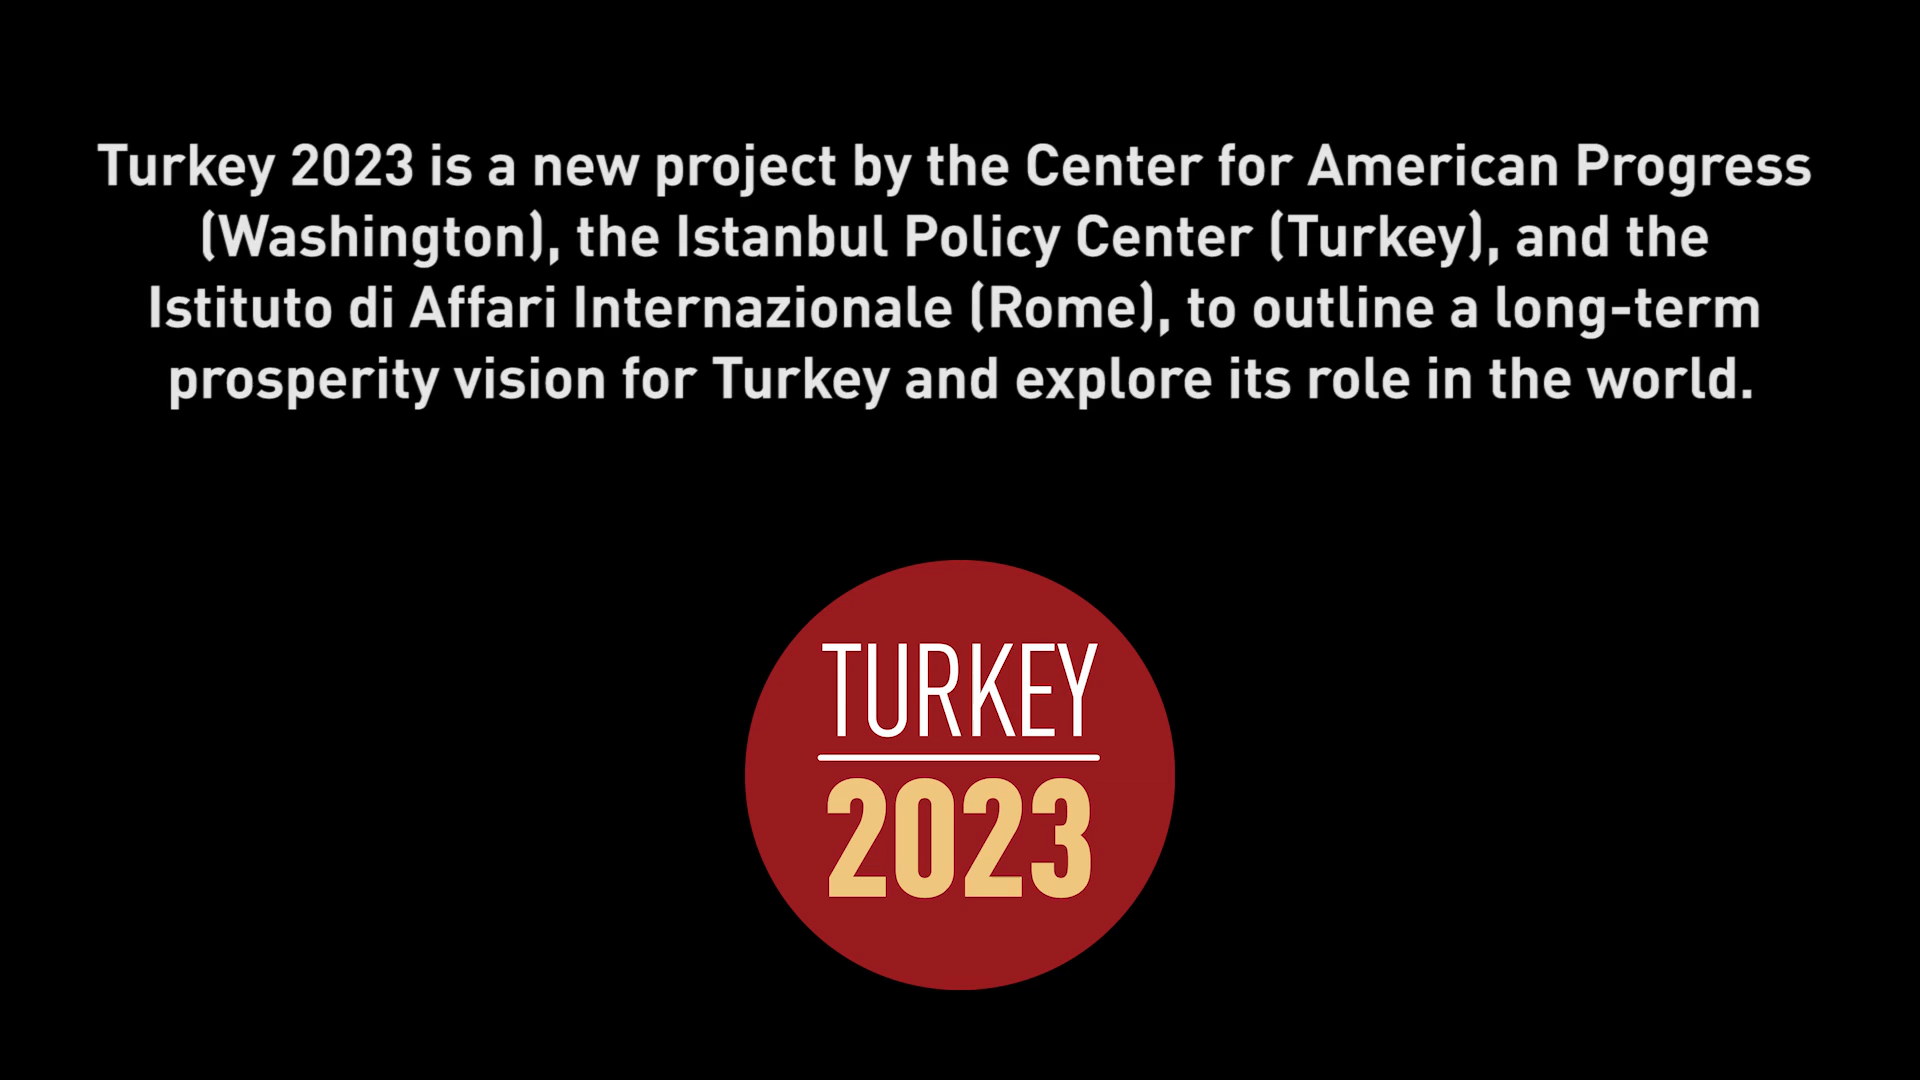 Turkey 2023 is a new project by the Center for American Progress
(Washington), the Istanbul Policy Center (Turkey), and the
Istituto di Affari Internazionale (Rome), to outline a long-term
prosperity vision for Turkey and explore its role in the world.
TURKEY
2023